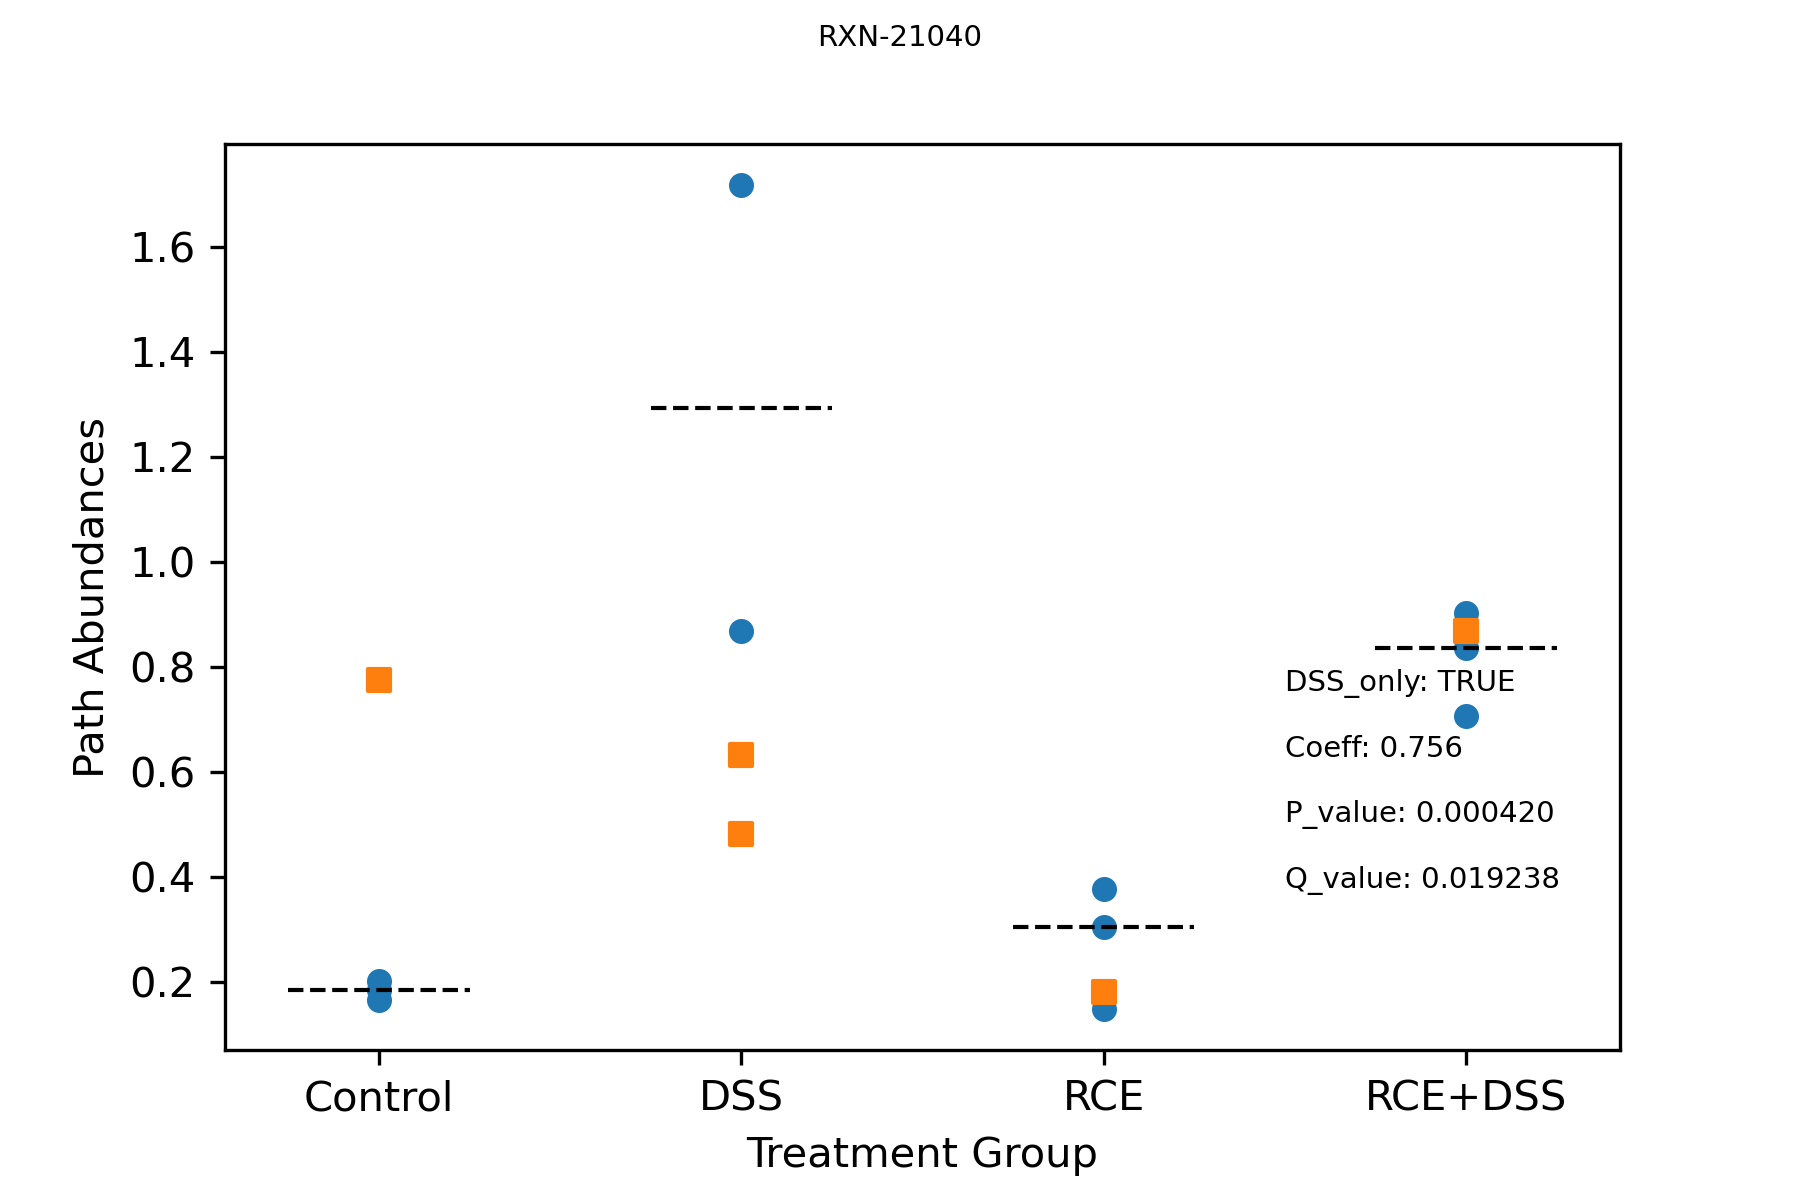 RXN-21040
1.6
1.4
1.2
1.0
0.8
0.6
0.4
0.2
Path Abundances
DSS_only: TRUE
Coeff: 0.756
P_value: 0.000420
Q_value: 0.019238
Control
DSS
RCE
RCE+DSS
Treatment Group